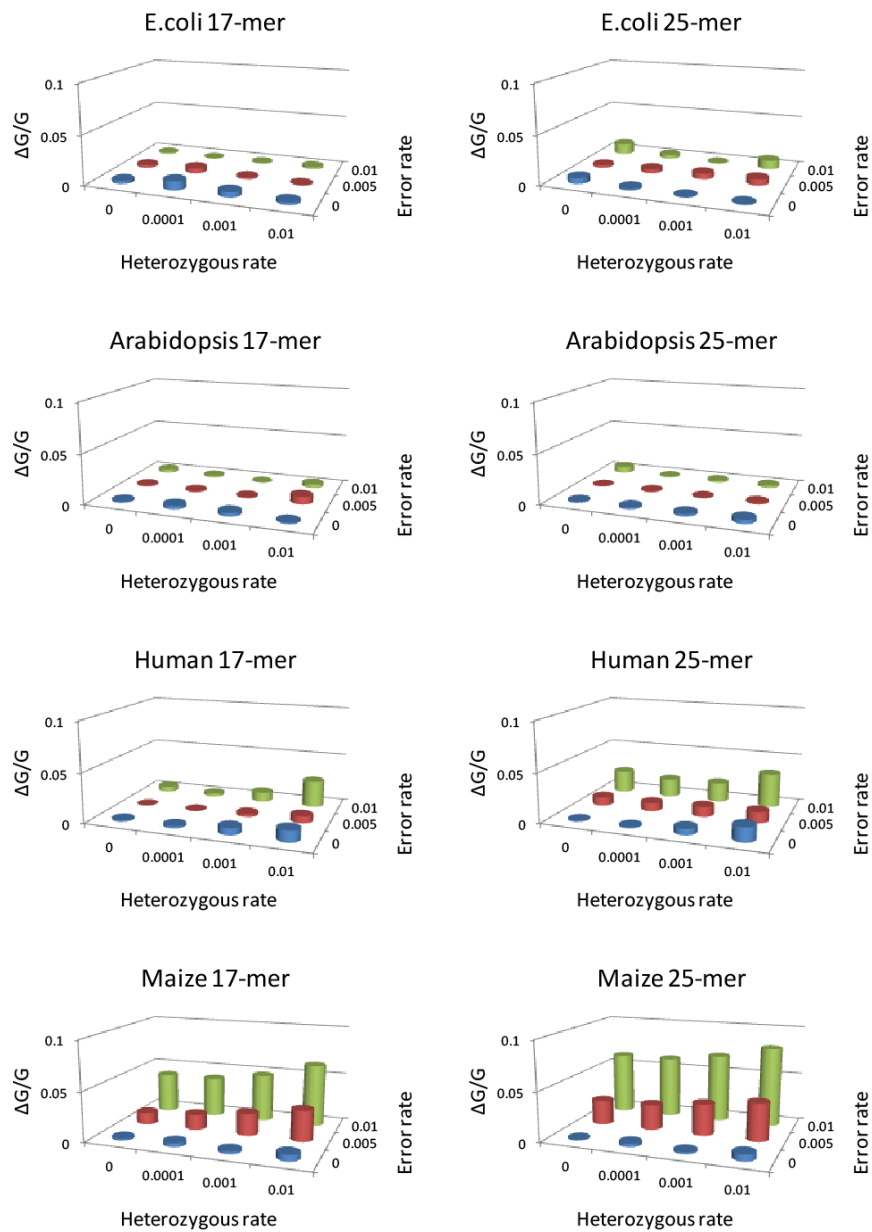 E.coli 17-mer
0.1
0.05
0
ΔG/G
0
0.0001
0.001
0.01
Heterozygous rate
0.01
0.005
0
Error rate
E.coli 25-mer
0.1
0.05
0
ΔG/G
0
0.0001
0.001
0.01
Heterozygous rate
0.01
0.005
0
Error rate
Arabidopsis 17-mer
0.1
0.05
0
ΔG/G
0
0.0001
0.001
0.01
Heterozygous rate
0.01
0.005
0
Error rate
Arabidopsis 25-mer
0.1
0.05
0
ΔG/G
0
0.0001
0.001
0.01
Heterozygous rate
0.01
0.005
0
Error rate
Human 17-mer
0.1
0.05
0
ΔG/G
0
0.0001
0.001
0.01
Heterozygous rate
0.01
0.005
0
Error rate
Human 25-mer
0.1
0.05
0
ΔG/G
0
0.0001
0.001
0.01
Heterozygous rate
0.01
0.005
0
Error rate
Maize 17-mer
0.1
0.05
0
ΔG/G
0
0.0001
0.001
0.01
Heterozygous rate
0.01
0.005
0
Error rate
Maize 25-mer
0.1
0.05
0
ΔG/G
0
0.0001
0.001
0.01
Heterozygous rate
0.01
0.005
0
Error rate